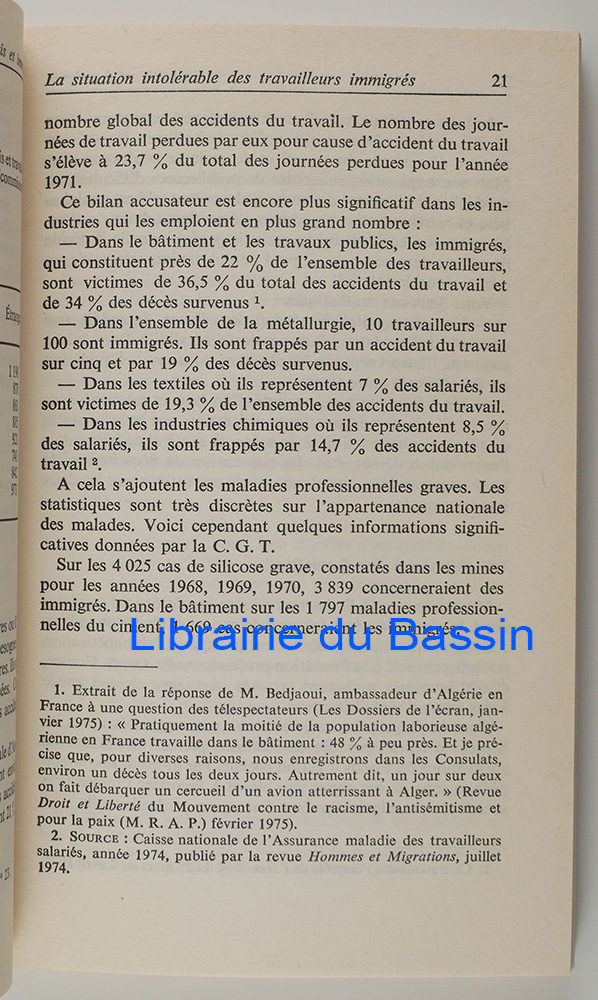 La situation intolérable des travailleurs immigrés 21
nombre global des accidents du travail. Le nombre des jour-
nées de travail perdues par eux pour cause d'accident du travail
s'élève à 23,7 % du total des journées perdues pour l'année
1971.
Ce bilan accusateur est encore plus significatif dans les in-
dustries qui les emploient en plus grand nombre :
— Dans le bâtiment et les travaux publics, les immigrés,
qui constituent près de 22 % de l'ensemble des travailleurs,
sont victimes de 36,5 % du total des accidents du travail et
de 34 % des décès survenus ¹.
— Dans l'ensemble de la métallurgie, 10 travailleurs sur
100 sont immigrés. Ils sont frappés par un accident du travail
sur cinq et par 19 % des décès survenus.
— Dans les textiles où ils représentent 7 % des salariés, ils
sont victimes de 19,3 % de l'ensemble des accidents du travail.
— Dans les industries chimiques où ils représentent 8,5 %
des salariés, ils sont frappés par 14,7 % des accidents du
travail ².
A cela s'ajoutent les maladies professionnelles graves. Les
statistiques sont très discrètes sur l'appartenance nationale
des malades. Voici cependant quelques informations signifi-
catives données par la C. G. T.
Sur les 4 025 cas de silicose grave, constatés dans les mines
pour les années 1968, 1969, 1970, 3 839 concerneraient des
immigrés. Dans le bâtiment sur les 1 797 maladies profession-
nelles du ciment, 1 669 cas concerneraient les immigrés.
Librairie du Bassin
1. Extrait de la réponse de M. Bedjaoui, ambassadeur d'Algérie en
France à une question des télespectateurs (Les Dossiers de l'écran, jan-
vier 1975) : « Pratiquement la moitié de la population laborieuse algé-
rienne en France travaille dans le bâtiment : 48 % à peu près. Et je pré-
cise que, pour diverses raisons, nous enregistrons dans les Consulats,
environ un décès tous les deux jours. Autrement dit, un jour sur deux
on fait débarquer un cercueil d'un avion atterrissant à Alger. » (Revue
Droit et Liberté du Mouvement contre le racisme, l'antisémitisme et
pour la paix (M. R. A. P.) février 1975).
2. SOURCE : Caisse nationale de l'Assurance maladie des travailleurs
salariés, année 1974, publié par la revue Hommes et Migrations, juillet
1974.